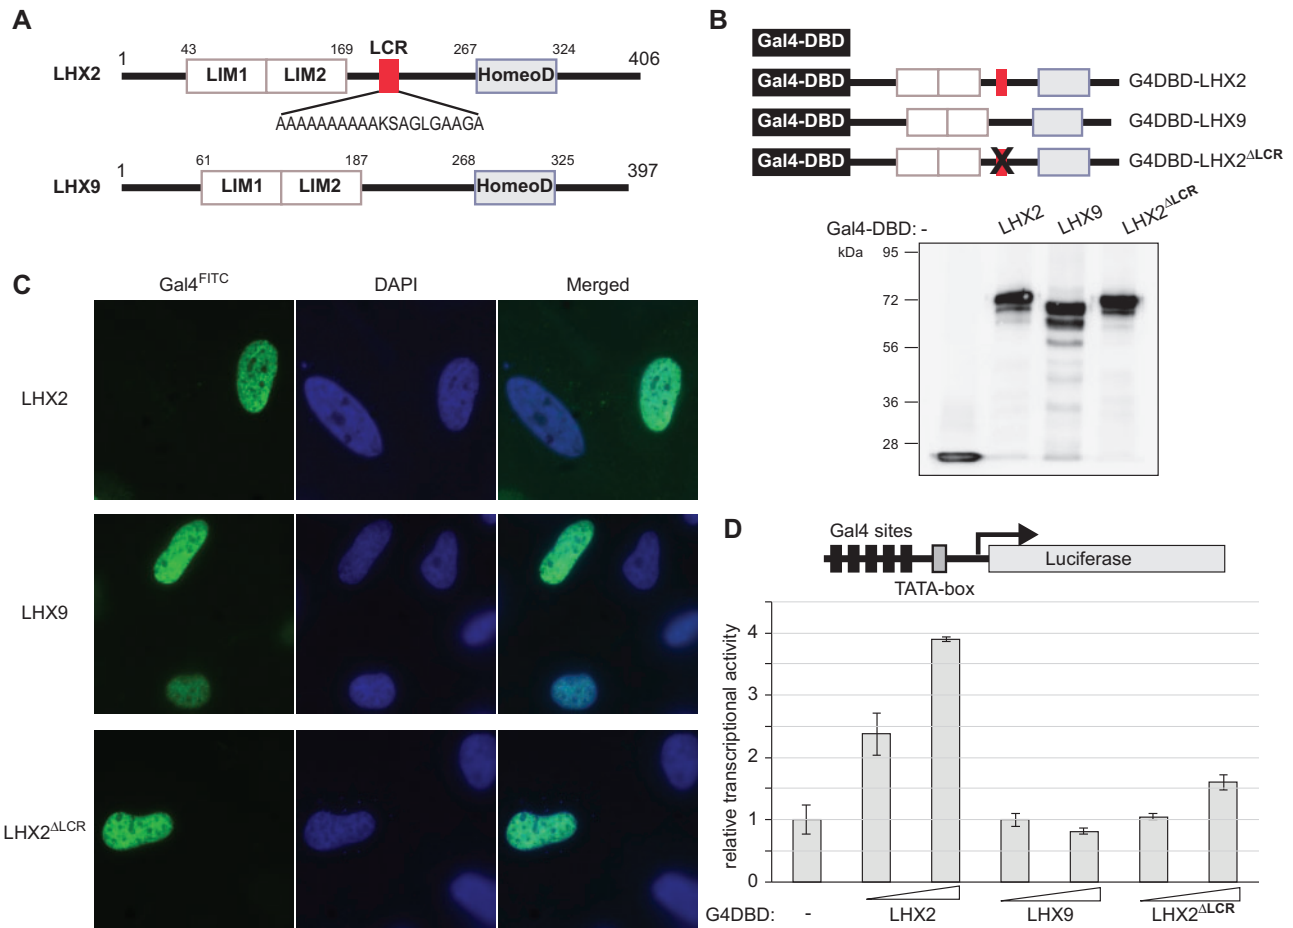 A
1 43 169 LCR 267 324 406
LHX2 LIM1 LIM2 HomeoD
AAAAAAAAAAKSAGLGAAGA
1 61 187 268 325 397
LHX9 LIM1 LIM2 HomeoD
B
Gal4-DBD
Gal4-DBD G4DBD-LHX2
Gal4-DBD G4DBD-LHX9
Gal4-DBD X G4DBD-LHX2ΔLCR
Gal4-DBD: - LHX2 LHX9 LHX2ΔLCR
kDa 95
72
56
36
28
C
Gal4FITC DAPI Merged
LHX2
LHX9
LHX2ΔLCR
D
Gal4 sites
Luciferase
TATA-box
relative transcriptional activity
4
3
2
1
0
G4DBD: - LHX2 LHX9 LHX2ΔLCR